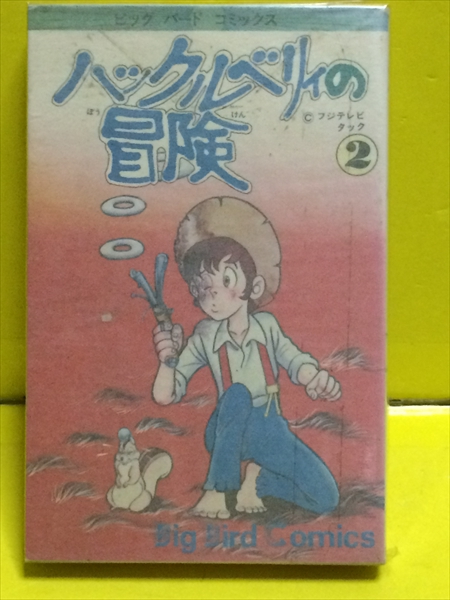 ビッグ バード コミックス
ハックルベリィの
冒険
ぼう
けん
©フジテレビ
タック
2
Big Bird Comics